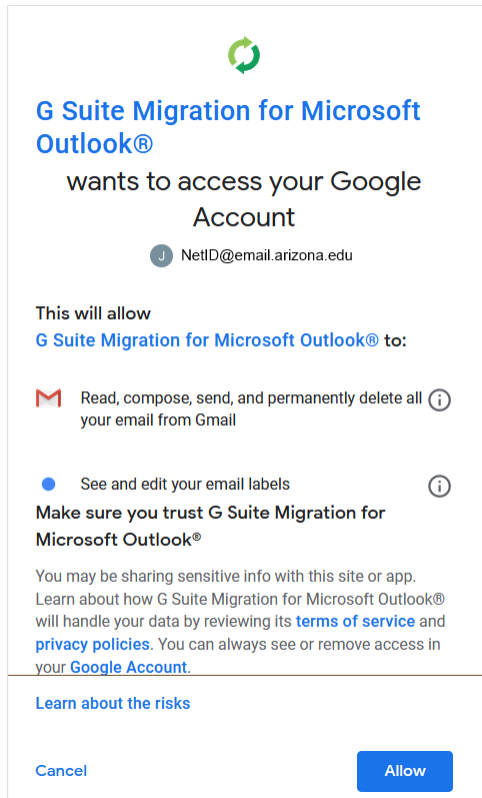 G Suite Migration for Microsoft
Outlook®
wants to access your Google
Account
J NetID@email.arizona.edu
This will allow
G Suite Migration for Microsoft Outlook® to:
Read, compose, send, and permanently delete all
your email from Gmail
See and edit your email labels
Make sure you trust G Suite Migration for
Microsoft Outlook®
You may be sharing sensitive info with this site or app.
Learn about how G Suite Migration for Microsoft Outlook®
will handle your data by reviewing its terms of service and
privacy policies. You can always see or remove access in
your Google Account.
Learn about the risks
Cancel Allow